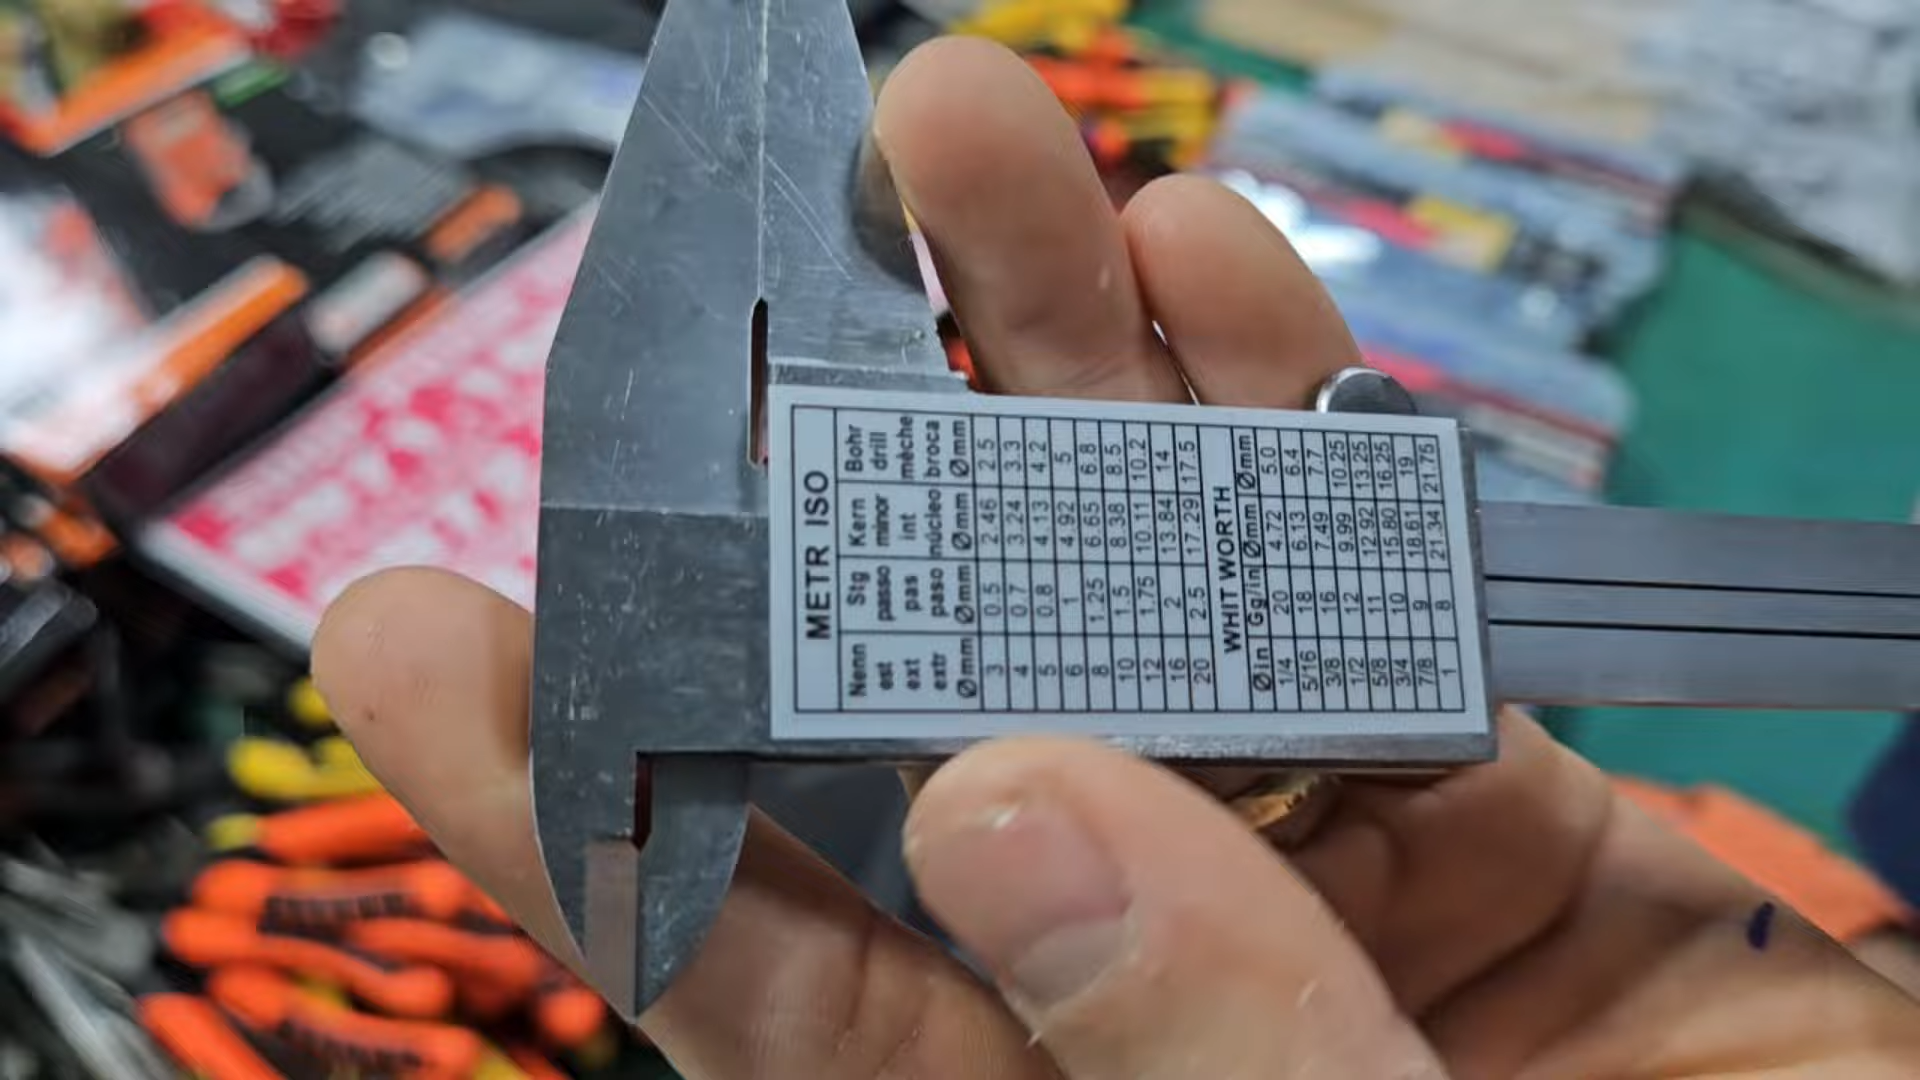 METR ISO
Nenn Stg Kern Bohr
est passo minor drill
ext pas int mèche
extr paso núcleo broca
Ømm Ømm Ømm Ømm
3 0.5 2.46 2.5
4 0.7 3.24 3.3
5 0.8 4.13 4.2
6 1 4.92 5
8 1.25 6.65 6.8
10 1.5 8.38 8.5
12 1.75 10.11 10.2
16 2 13.84 14
20 2.5 17.29 17.5
WHIT WORTH
Øin Gg/in Ømm Ømm
1/4 20 4.72 5.0
5/16 18 6.13 6.4
3/8 16 7.49 7.7
1/2 12 9.99 10.25
5/8 11 12.92 13.25
3/4 10 15.80 16.25
7/8 9 18.61 19
1 8 21.34 21.75